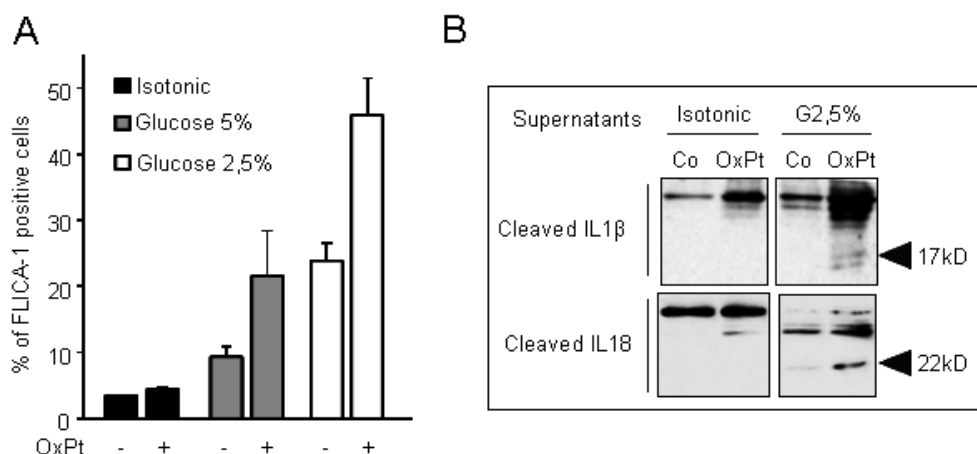 A
50
40
30
20
10
0
% of FLICA-1 positive cells
Isotonic
Glucose 5%
Glucose 2,5%
OxPt - + - + - +
B
Supernatants Isotonic G2,5%
Co OxPt Co OxPt
Cleaved IL1β
17kD
Cleaved IL18
22kD